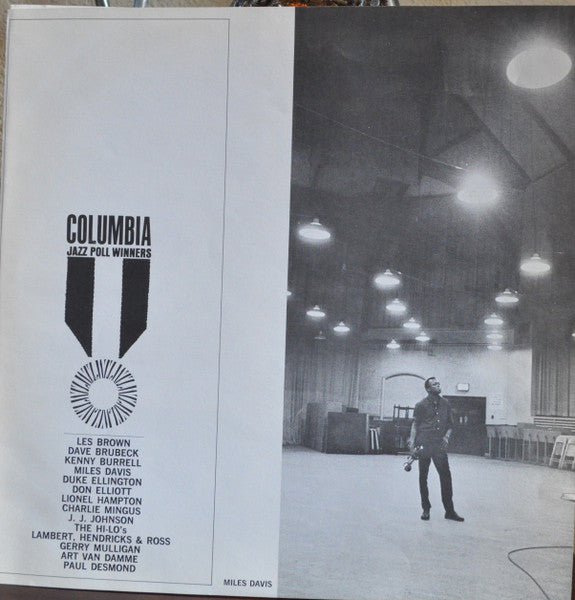 COLUMBIA
JAZZ POLL WINNERS
LES BROWN
DAVE BRUBECK
KENNY BURRELL
MILES DAVIS
DUKE ELLINGTON
DON ELLIOTT
LIONEL HAMPTON
CHARLIE MINGUS
J. J. JOHNSON
THE HI-LO's
LAMBERT, HENDRICKS & ROSS
GERRY MULLIGAN
ART VAN DAMME
PAUL DESMOND
MILES DAVIS